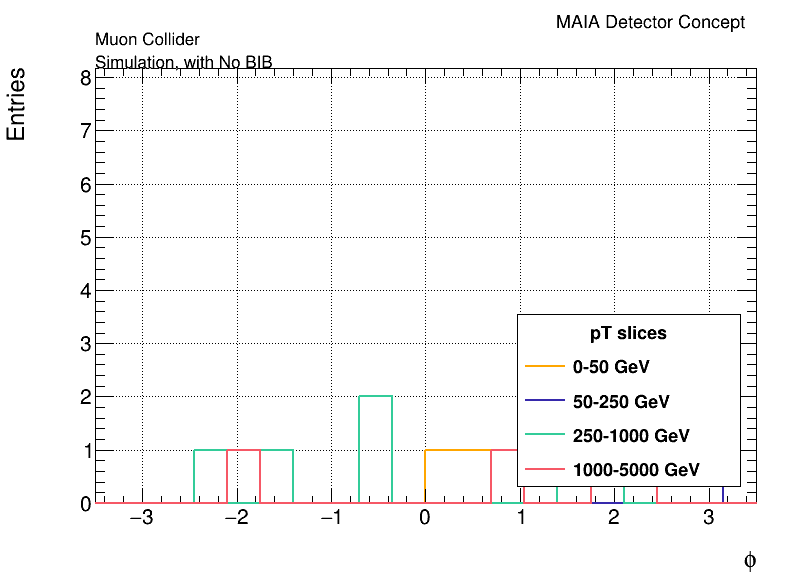 MAIA Detector Concept
Muon Collider
Simulation, with No BIB
Entries
8
7
6
5
4
3
2
1
0
pT slices
0-50 GeV
50-250 GeV
250-1000 GeV
1000-5000 GeV
−3 −2 −1 0 1 2 3
ϕ